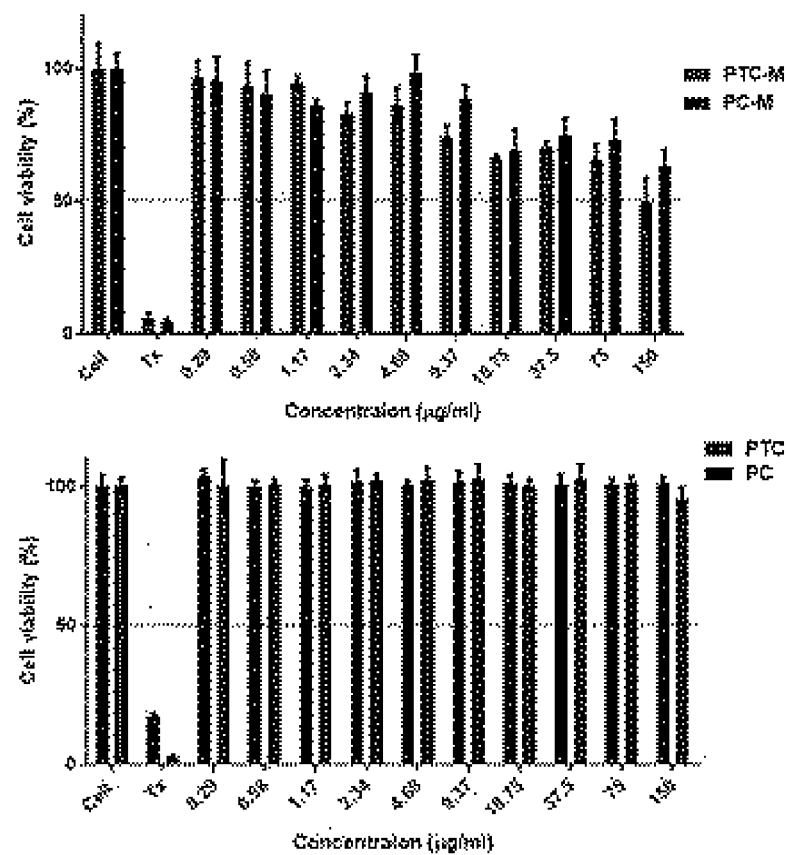 PTC-M
PC-M
Cell viability (%)
100
50
0
Cell Tx 0.29 0.58 1.17 2.34 4.68 9.37 18.75 37.5 75 150
Concentraion (µg/ml)
PTC
PC
Cell viability (%)
100
50
0
Cell Tx 0.29 0.58 1.17 2.34 4.68 9.37 18.75 37.5 75 150
Concentraion (µg/ml)